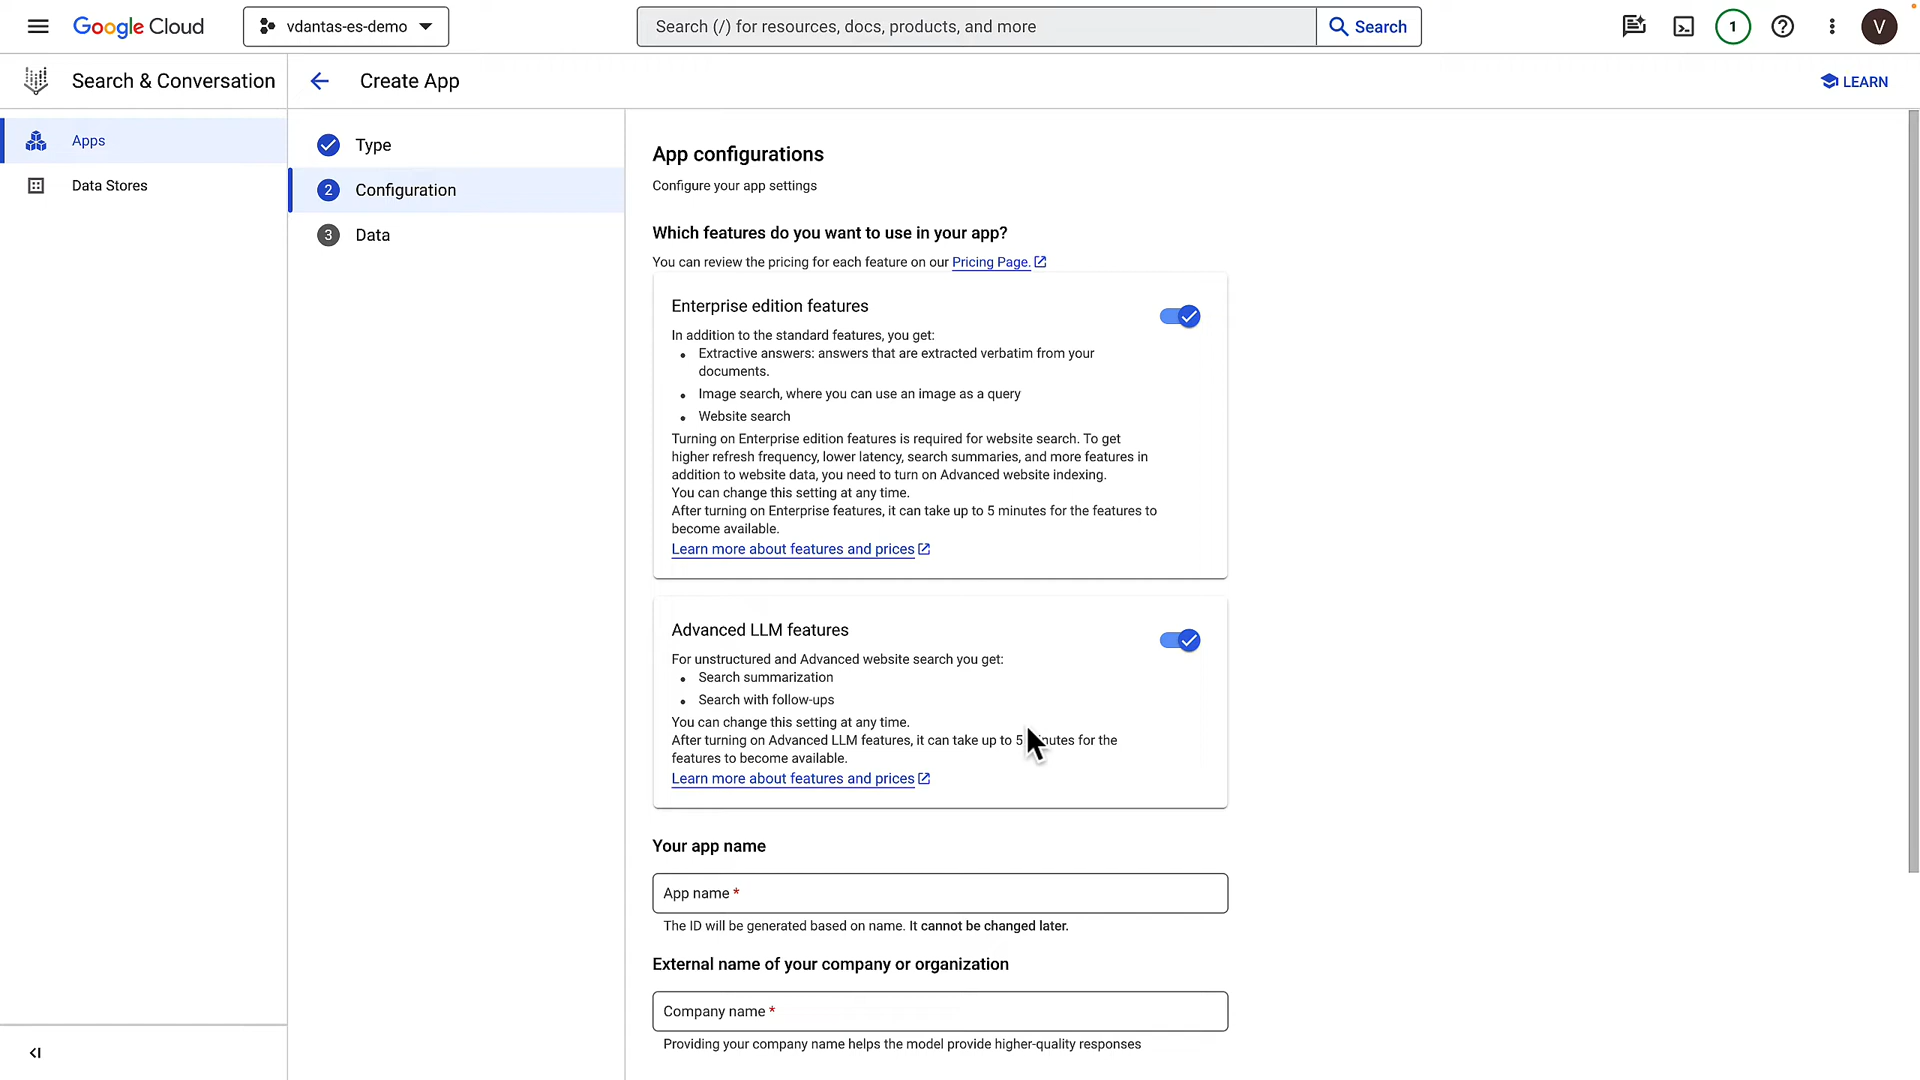 Google Cloud
vdantas-es-demo
Search (/) for resources, docs, products, and more
Search
1
V
Search & Conversation
Create App
LEARN
Apps
Data Stores
Type
2 Configuration
3 Data
App configurations
Configure your app settings
Which features do you want to use in your app?
You can review the pricing for each feature on our Pricing Page.
Enterprise edition features
In addition to the standard features, you get:
Extractive answers: answers that are extracted verbatim from your
documents.
Image search, where you can use an image as a query
Website search
Turning on Enterprise edition features is required for website search. To get
higher refresh frequency, lower latency, search summaries, and more features in
addition to website data, you need to turn on Advanced website indexing.
You can change this setting at any time.
After turning on Enterprise features, it can take up to 5 minutes for the features to
become available.
Learn more about features and prices
Advanced LLM features
For unstructured and Advanced website search you get:
Search summarization
Search with follow-ups
You can change this setting at any time.
After turning on Advanced LLM features, it can take up to 5 minutes for the
features to become available.
Learn more about features and prices
Your app name
App name *
The ID will be generated based on name. It cannot be changed later.
External name of your company or organization
Company name *
Providing your company name helps the model provide higher-quality responses